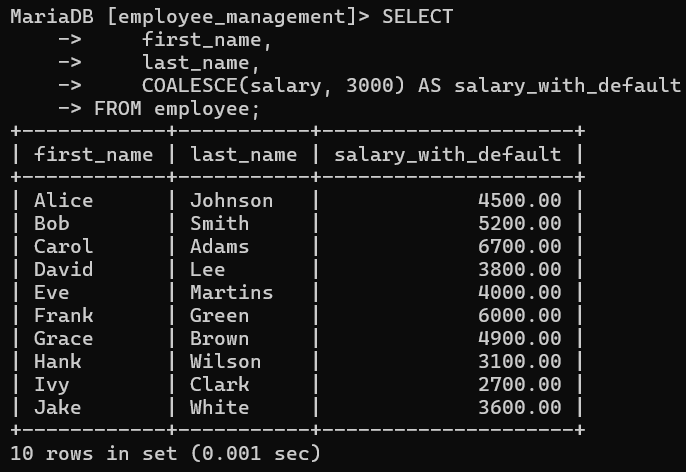 MariaDB [employee_management]> SELECT
    ->     first_name,
    ->     last_name,
    ->     COALESCE(salary, 3000) AS salary_with_default
    -> FROM employee;
+------------+-----------+---------------------+
| first_name | last_name | salary_with_default |
+------------+-----------+---------------------+
| Alice      | Johnson   |             4500.00 |
| Bob        | Smith     |             5200.00 |
| Carol      | Adams     |             6700.00 |
| David      | Lee       |             3800.00 |
| Eve        | Martins   |             4000.00 |
| Frank      | Green     |             6000.00 |
| Grace      | Brown     |             4900.00 |
| Hank       | Wilson    |             3100.00 |
| Ivy        | Clark     |             2700.00 |
| Jake       | White     |             3600.00 |
+------------+-----------+---------------------+
10 rows in set (0.001 sec)